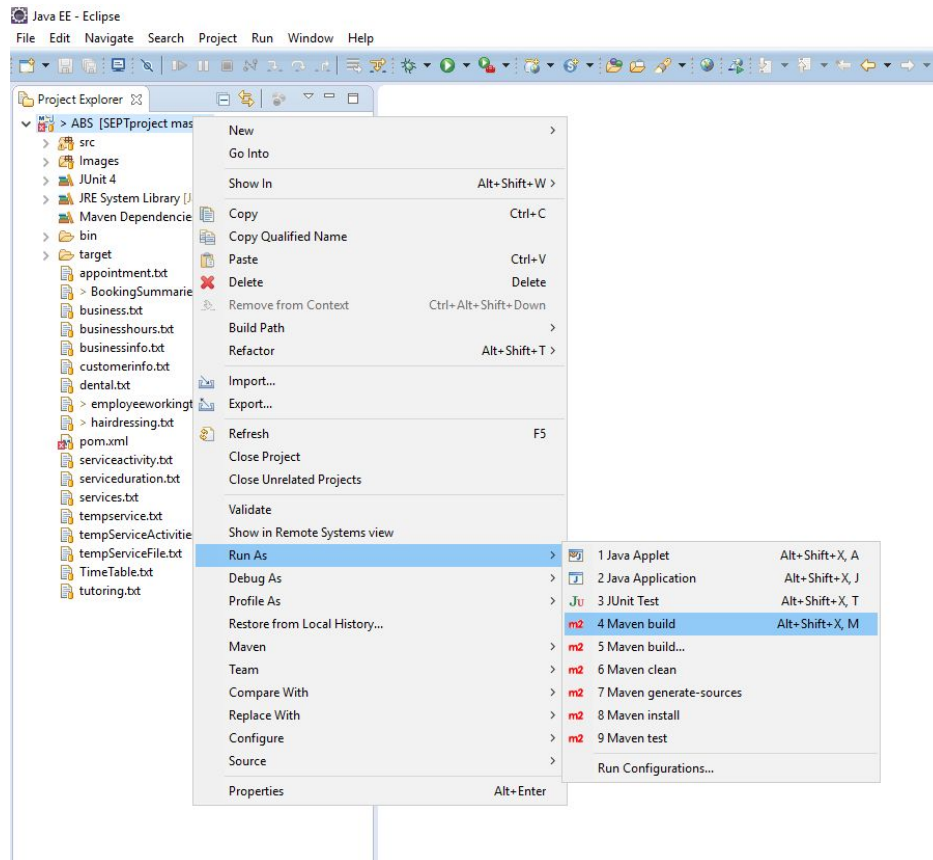 Java EE - Eclipse
File Edit Navigate Search Project Run Window Help
Project Explorer
> ABS [SEPTproject mas
src
Images
JUnit 4
JRE System Library [J
Maven Dependencie
bin
target
appointment.txt
> BookingSummarie
business.txt
businesshours.txt
businessinfo.txt
customerinfo.txt
dental.txt
> employeeworkingt
> hairdressing.txt
pom.xml
serviceactivity.txt
serviceduration.txt
services.txt
tempservice.txt
tempServiceActivitie
tempServiceFile.txt
TimeTable.txt
tutoring.txt
New >
Go Into
Show In Alt+Shift+W >
Copy Ctrl+C
Copy Qualified Name
Paste Ctrl+V
Delete Delete
Remove from Context Ctrl+Alt+Shift+Down
Build Path >
Refactor Alt+Shift+T >
Import...
Export...
Refresh F5
Close Project
Close Unrelated Projects
Validate
Show in Remote Systems view
Run As >
Debug As >
Profile As >
Restore from Local History...
Maven >
Team >
Compare With >
Replace With >
Configure >
Source >
Properties Alt+Enter
1 Java Applet Alt+Shift+X, A
2 Java Application Alt+Shift+X, J
Ju 3 JUnit Test Alt+Shift+X, T
m2 4 Maven build Alt+Shift+X, M
m2 5 Maven build...
m2 6 Maven clean
m2 7 Maven generate-sources
m2 8 Maven install
m2 9 Maven test
Run Configurations...